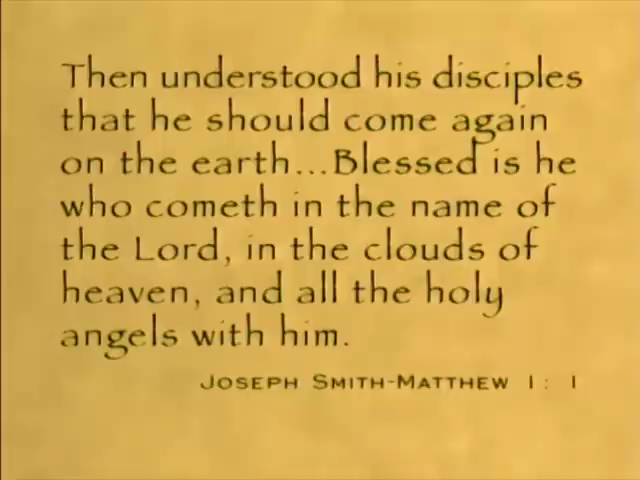 Then understood his disciples
that he should come again
on the earth...Blessed is he
who cometh in the name of
the Lord, in the clouds of
heaven, and all the holy
angels with him.
Joseph Smith-Matthew 1: 1